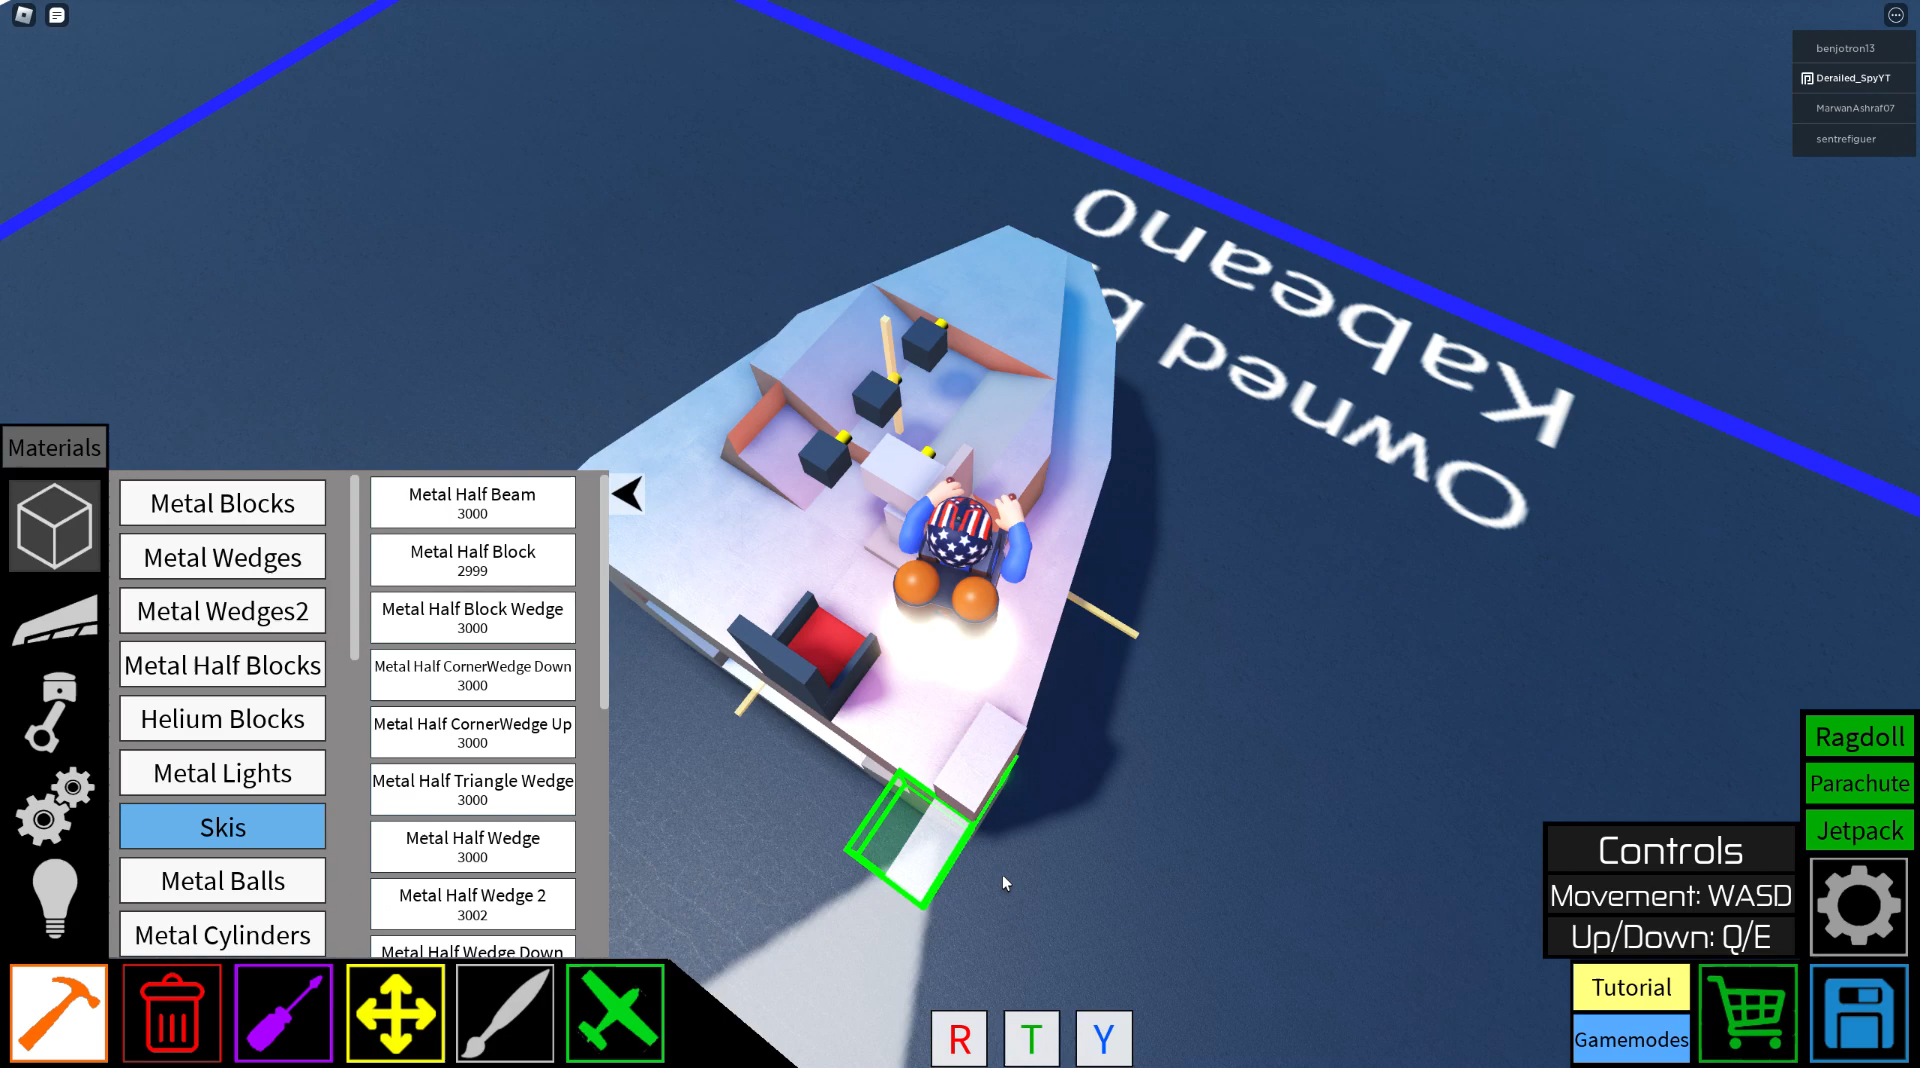 benjotron13
Derailed_SpyYT
MarwanAshraf07
sentrefiguer
Owned b
Kabeano
Materials
Metal Blocks
Metal Wedges
Metal Wedges2
Metal Half Blocks
Helium Blocks
Metal Lights
Skis
Metal Balls
Metal Cylinders
Metal Half Beam
3000
Metal Half Block
2999
Metal Half Block Wedge
3000
Metal Half CornerWedge Down
3000
Metal Half CornerWedge Up
3000
Metal Half Triangle Wedge
3000
Metal Half Wedge
3000
Metal Half Wedge 2
3002
Metal Half Wedge Down
Ragdoll
Parachute
Jetpack
Controls
Movement: WASD
Up/Down: Q/E
Tutorial
Gamemodes
R T Y